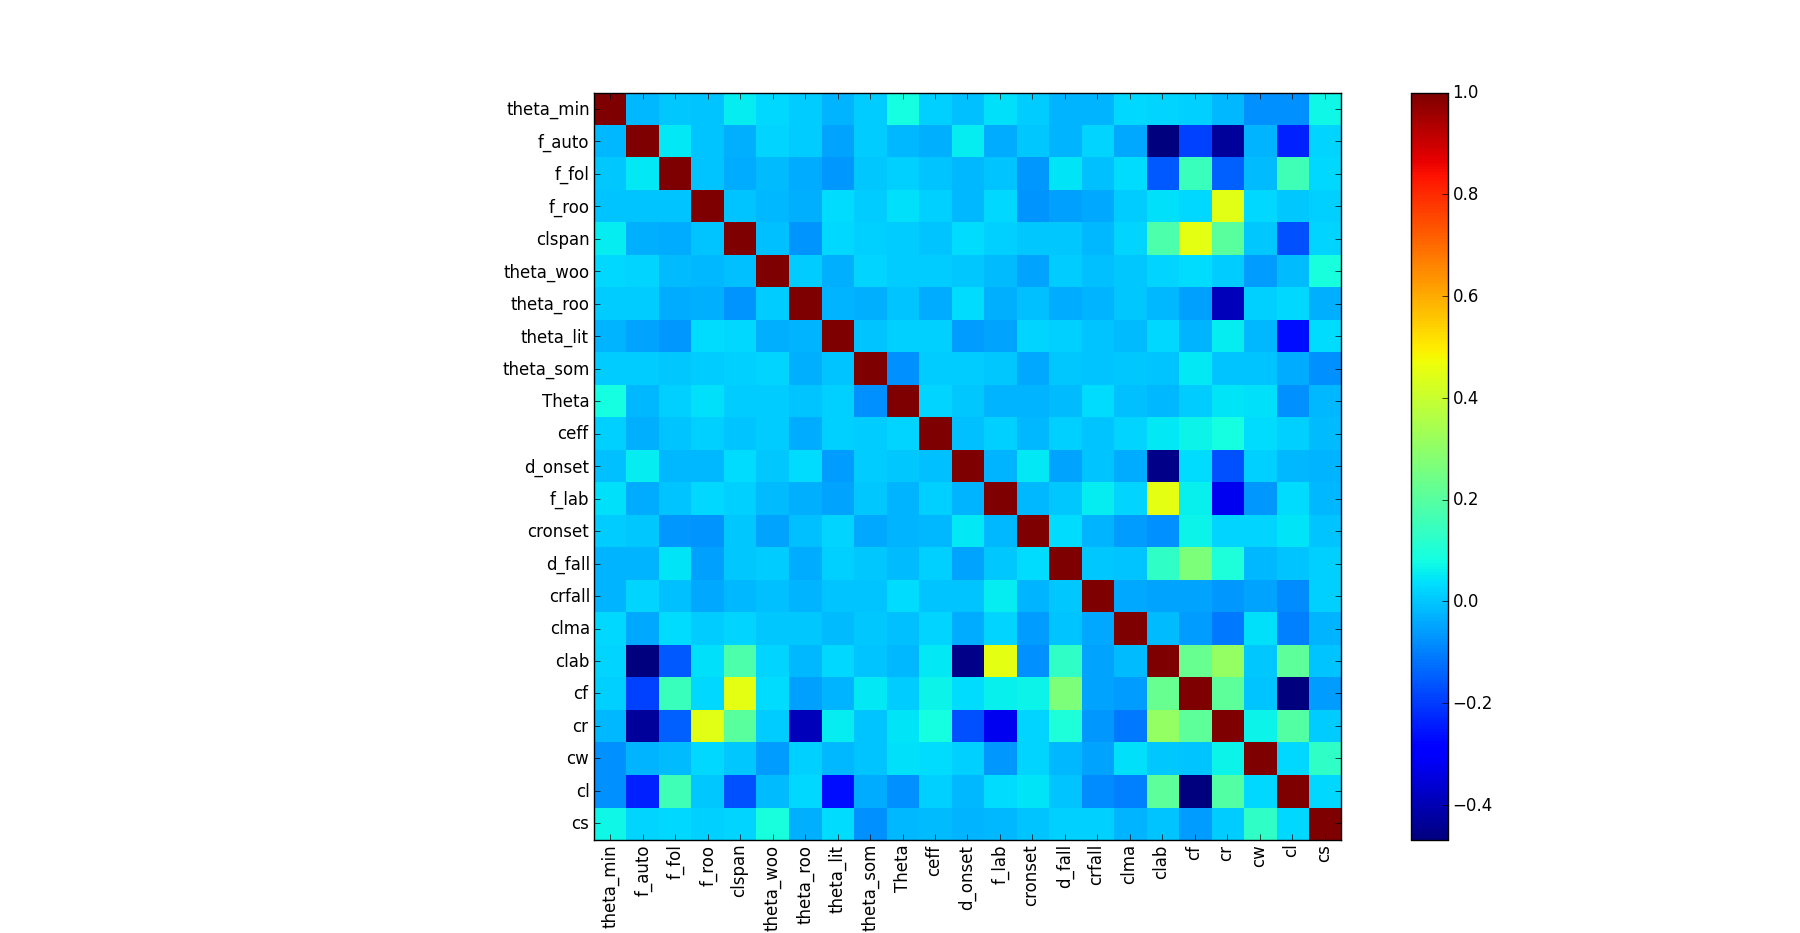 theta_min
f_auto
f_fol
f_roo
clspan
theta_woo
theta_roo
theta_lit
theta_som
Theta
ceff
d_onset
f_lab
cronset
d_fall
crfall
clma
clab
cf
cr
cw
cl
cs
theta_min f_auto f_fol f_roo clspan theta_woo theta_roo theta_lit theta_som Theta ceff d_onset f_lab cronset d_fall crfall clma clab cf cr cw cl cs
1.0
0.8
0.6
0.4
0.2
0.0
−0.2
−0.4